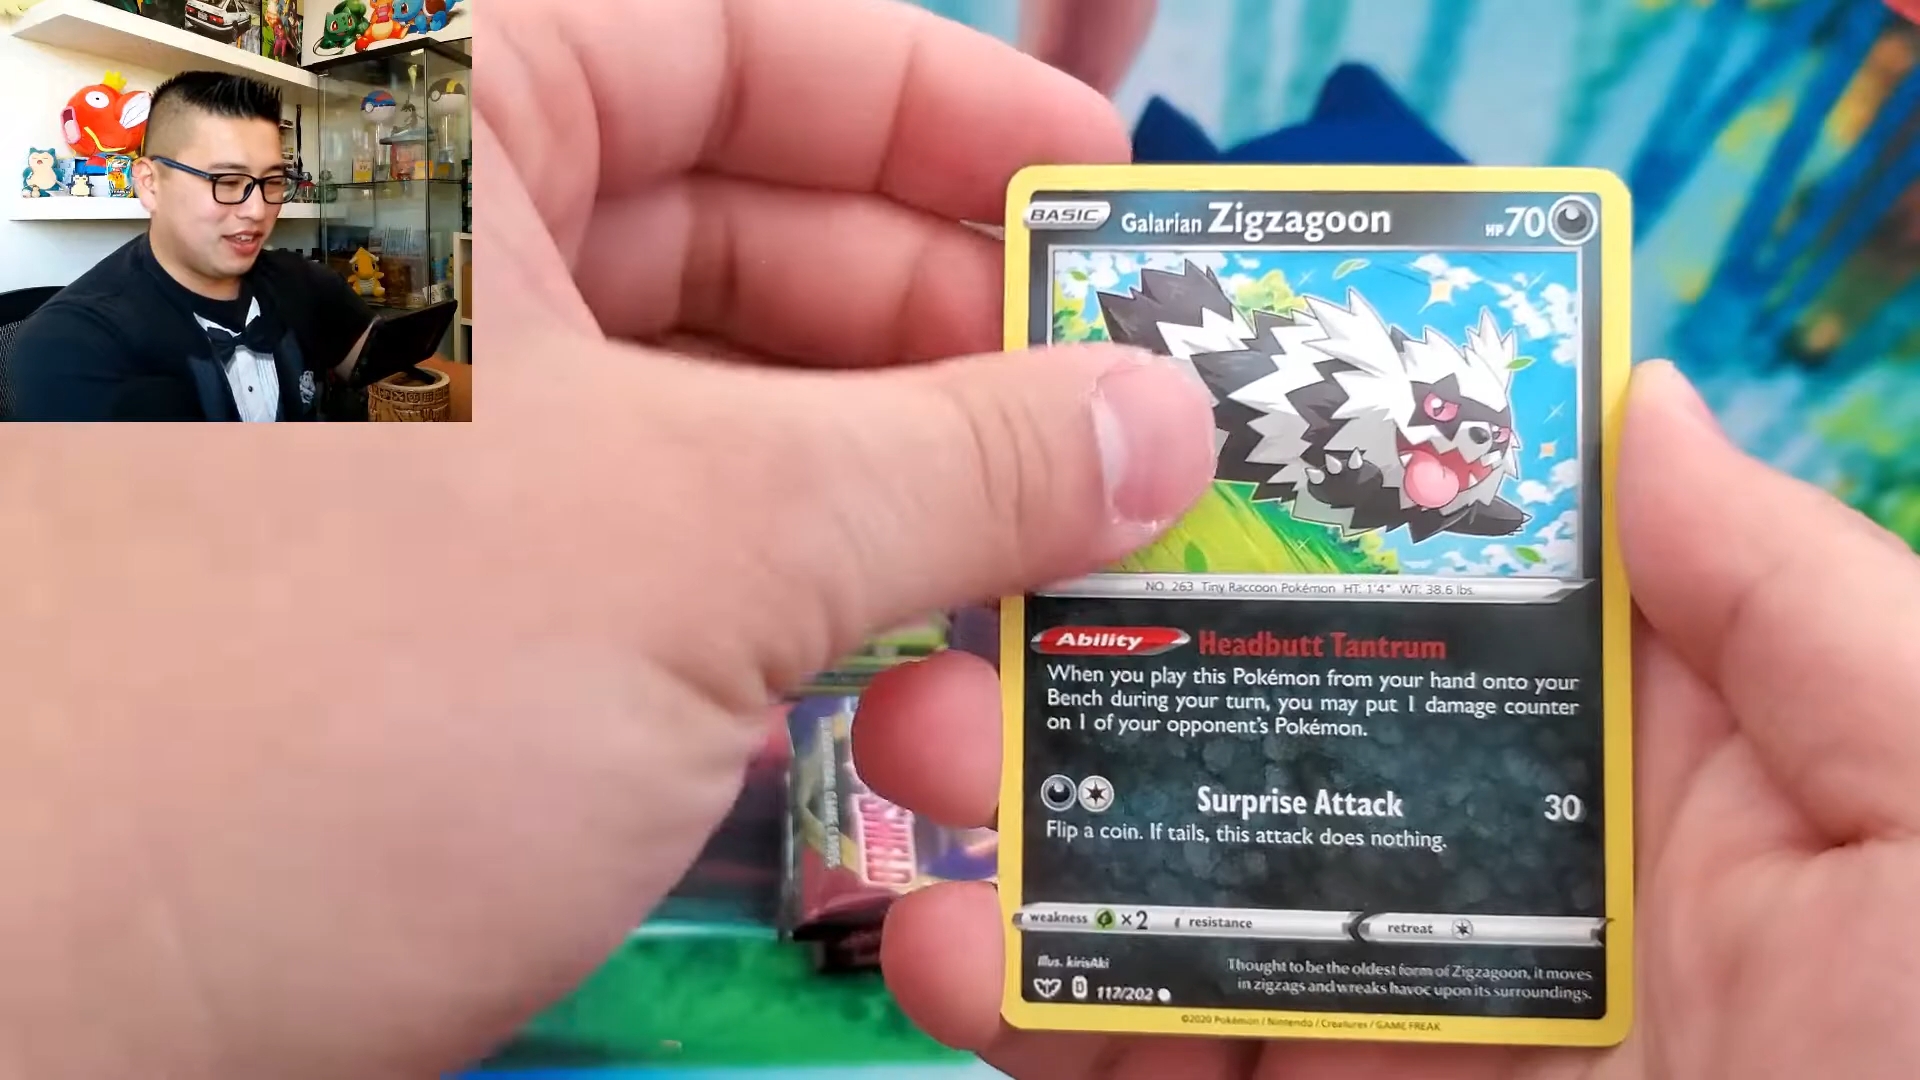 BASIC Galarian Zigzagoon HP 70
NO. 263 Tiny Raccoon Pokémon HT: 1'4" WT: 38.6 lbs.
Ability Headbutt Tantrum
When you play this Pokémon from your hand onto your
Bench during your turn, you may put 1 damage counter
on 1 of your opponent's Pokémon.
Surprise Attack 30
Flip a coin. If tails, this attack does nothing.
weakness ×2 resistance retreat
Illus. kirisAki
Thought to be the oldest form of Zigzagoon, it moves
in zigzags and wreaks havoc upon its surroundings.
D 117/202
©2020 Pokémon / Nintendo / Creatures / GAME FREAK